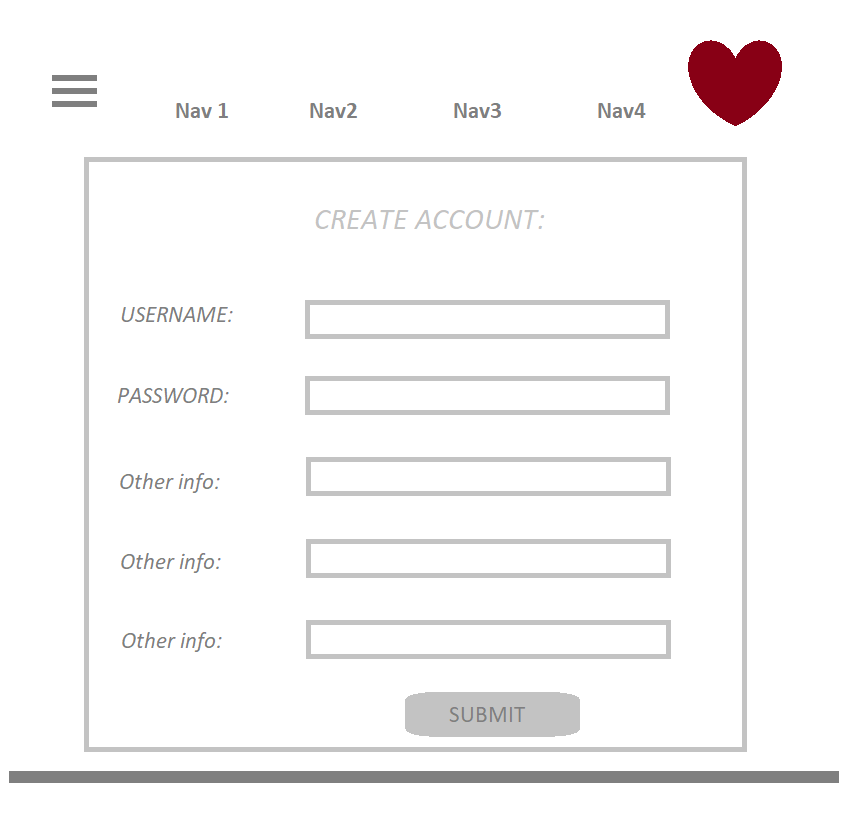 Nav 1 Nav2 Nav3 Nav4
CREATE ACCOUNT:
USERNAME:
PASSWORD:
Other info:
Other info:
Other info:
SUBMIT